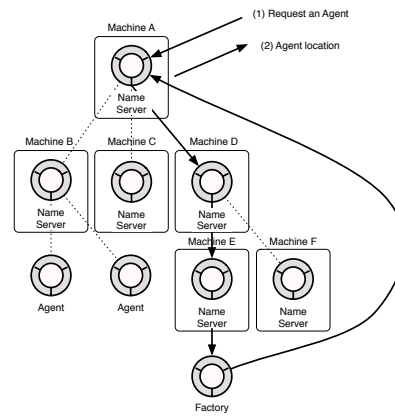 (1) Request an Agent
Machine A
(2) Agent location
Name
Server
Machine B
Machine C
Machine D
Name
Server
Name
Server
Name
Server
Machine E
Machine F
Agent
Agent
Name
Server
Name
Server
Factory